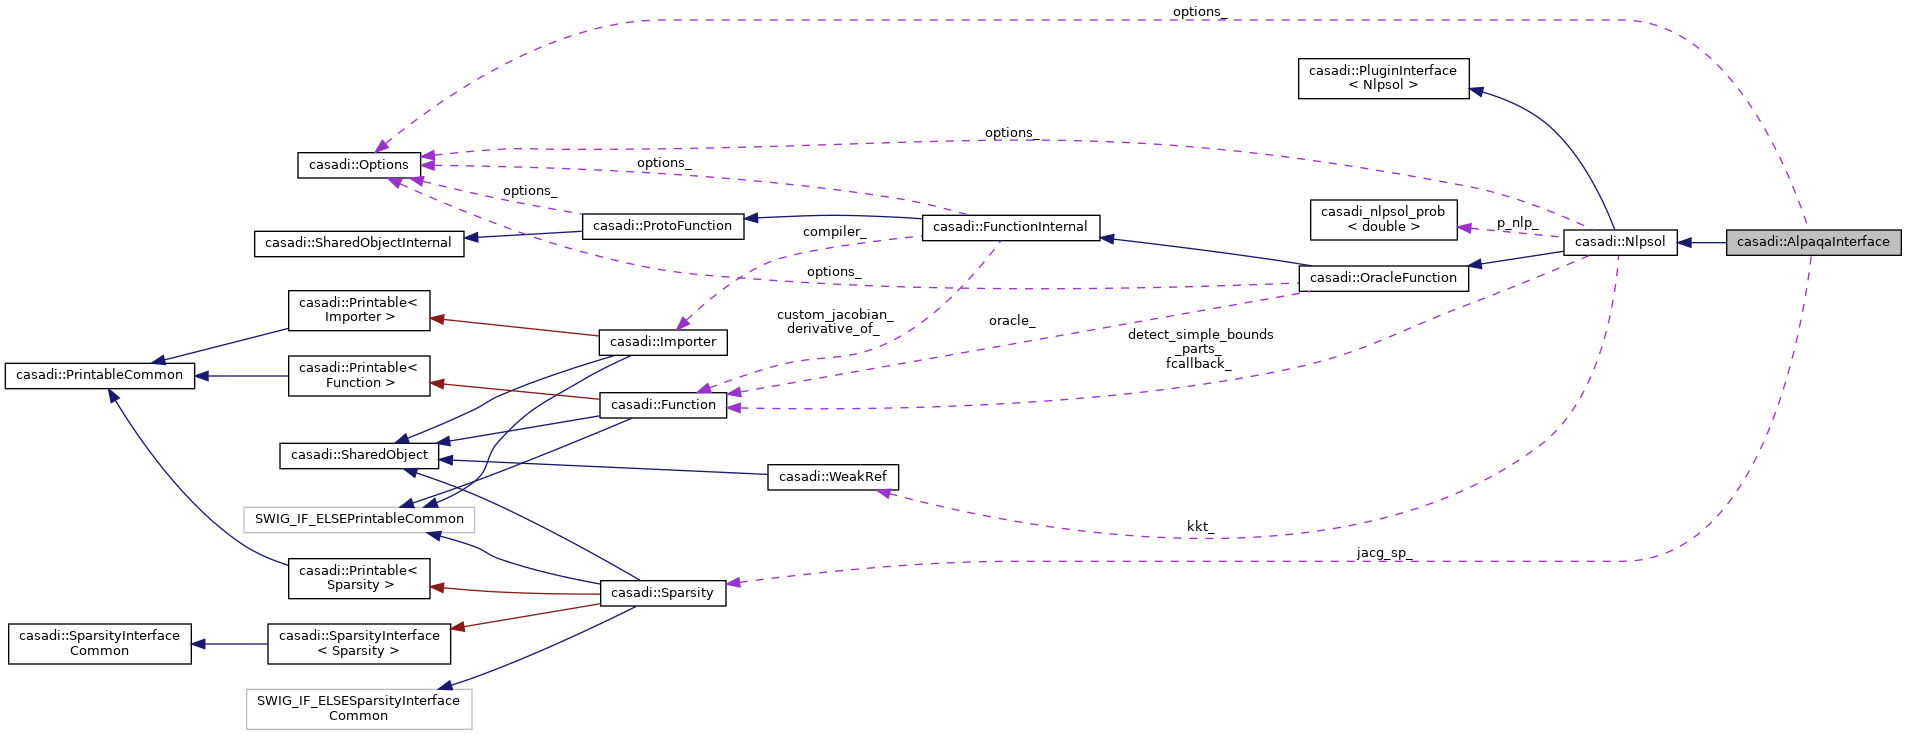 options_
casadi::PluginInterface
< Nlpsol >
options_
casadi::Options
options_
options_
casadi_nlpsol_prob
< double >
p_nlp_
casadi::ProtoFunction
casadi::FunctionInternal
compiler_
casadi::SharedObjectInternal
casadi::Nlpsol
casadi::AlpaqaInterface
options_
casadi::OracleFunction
casadi::Printable<
Importer >
custom_jacobian_
derivative_of_
oracle_
detect_simple_bounds
_parts_
fcallback_
casadi::Importer
casadi::PrintableCommon
casadi::Printable<
Function >
casadi::Function
casadi::SharedObject
casadi::WeakRef
SWIG_IF_ELSEPrintableCommon
kkt_
jacg_sp_
casadi::Printable<
Sparsity >
casadi::Sparsity
casadi::SparsityInterface
Common
casadi::SparsityInterface
< Sparsity >
SWIG_IF_ELSESparsityInterface
Common